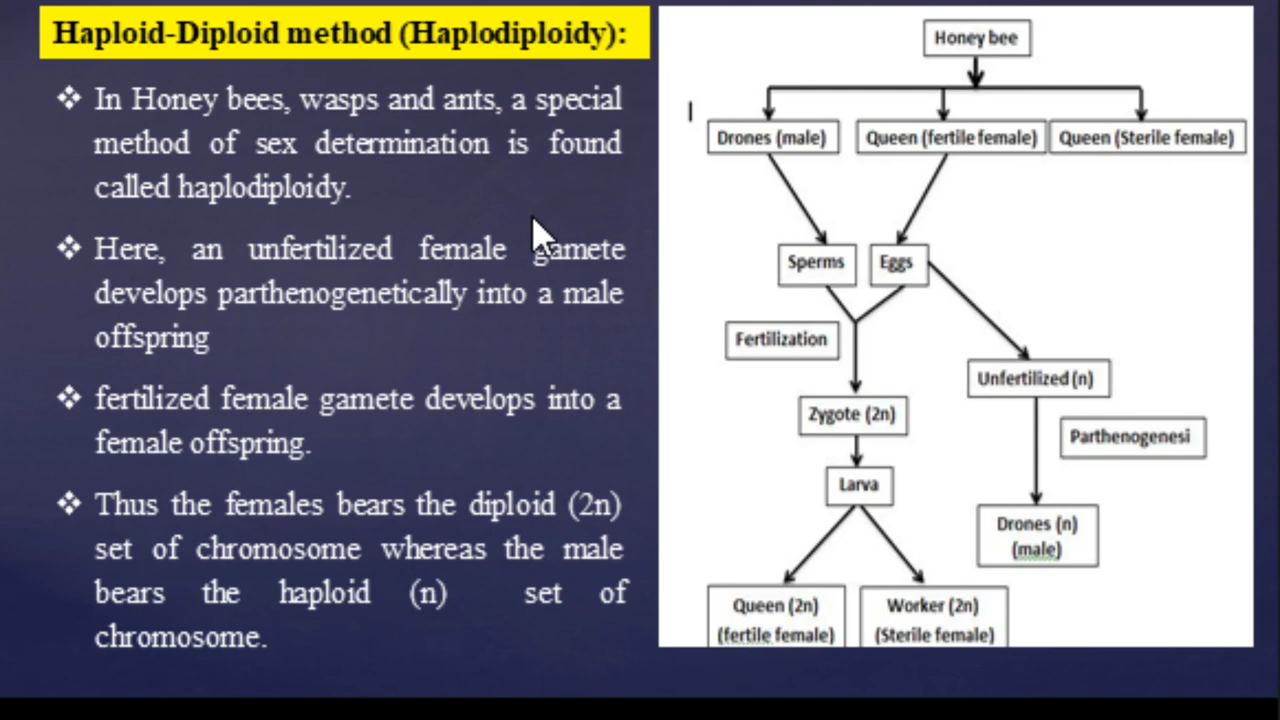 Haploid-Diploid method (Haplodiploidy):
❖ In Honey bees, wasps and ants, a special
method of sex determination is found
called haplodiploidy.
❖ Here, an unfertilized female gamete
develops parthenogenetically into a male
offspring
❖ fertilized female gamete develops into a
female offspring.
❖ Thus the females bears the diploid (2n)
set of chromosome whereas the male
bears the haploid (n) set of
chromosome.
Honey bee
Drones (male)
Queen (fertile female)
Queen (Sterile female)
Sperms
Eggs
Fertilization
Unfertilized (n)
Zygote (2n)
Parthenogenesi
Larva
Drones (n)
(male)
Queen (2n)
(fertile female)
Worker (2n)
(Sterile female)